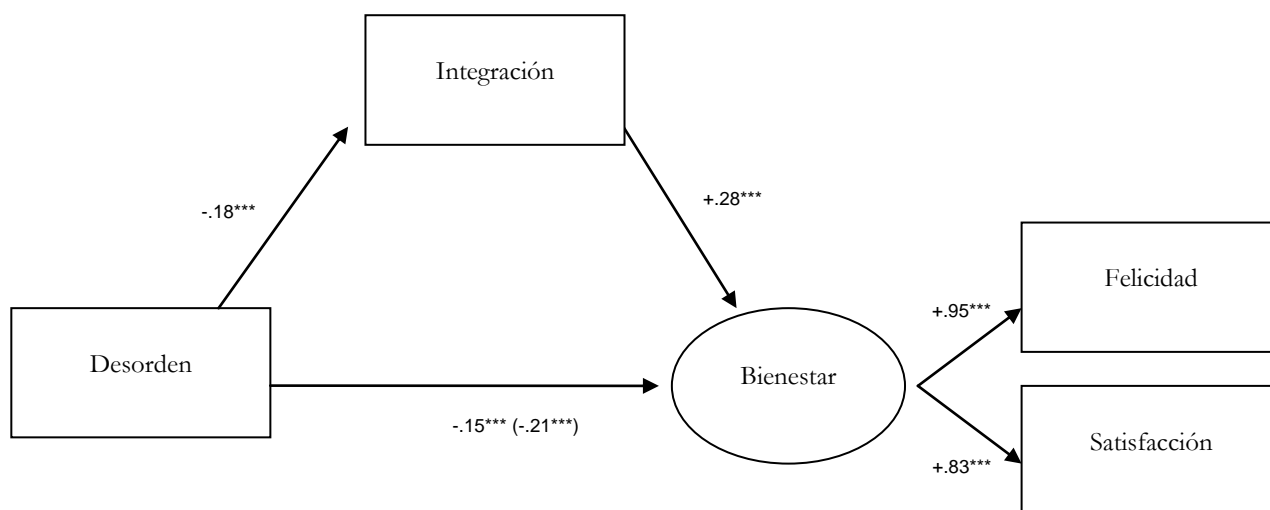 Integración
-.18***
+.28***
Felicidad
+.95***
Desorden
Bienestar
-.15*** (-.21***)
Satisfacción
+.83***